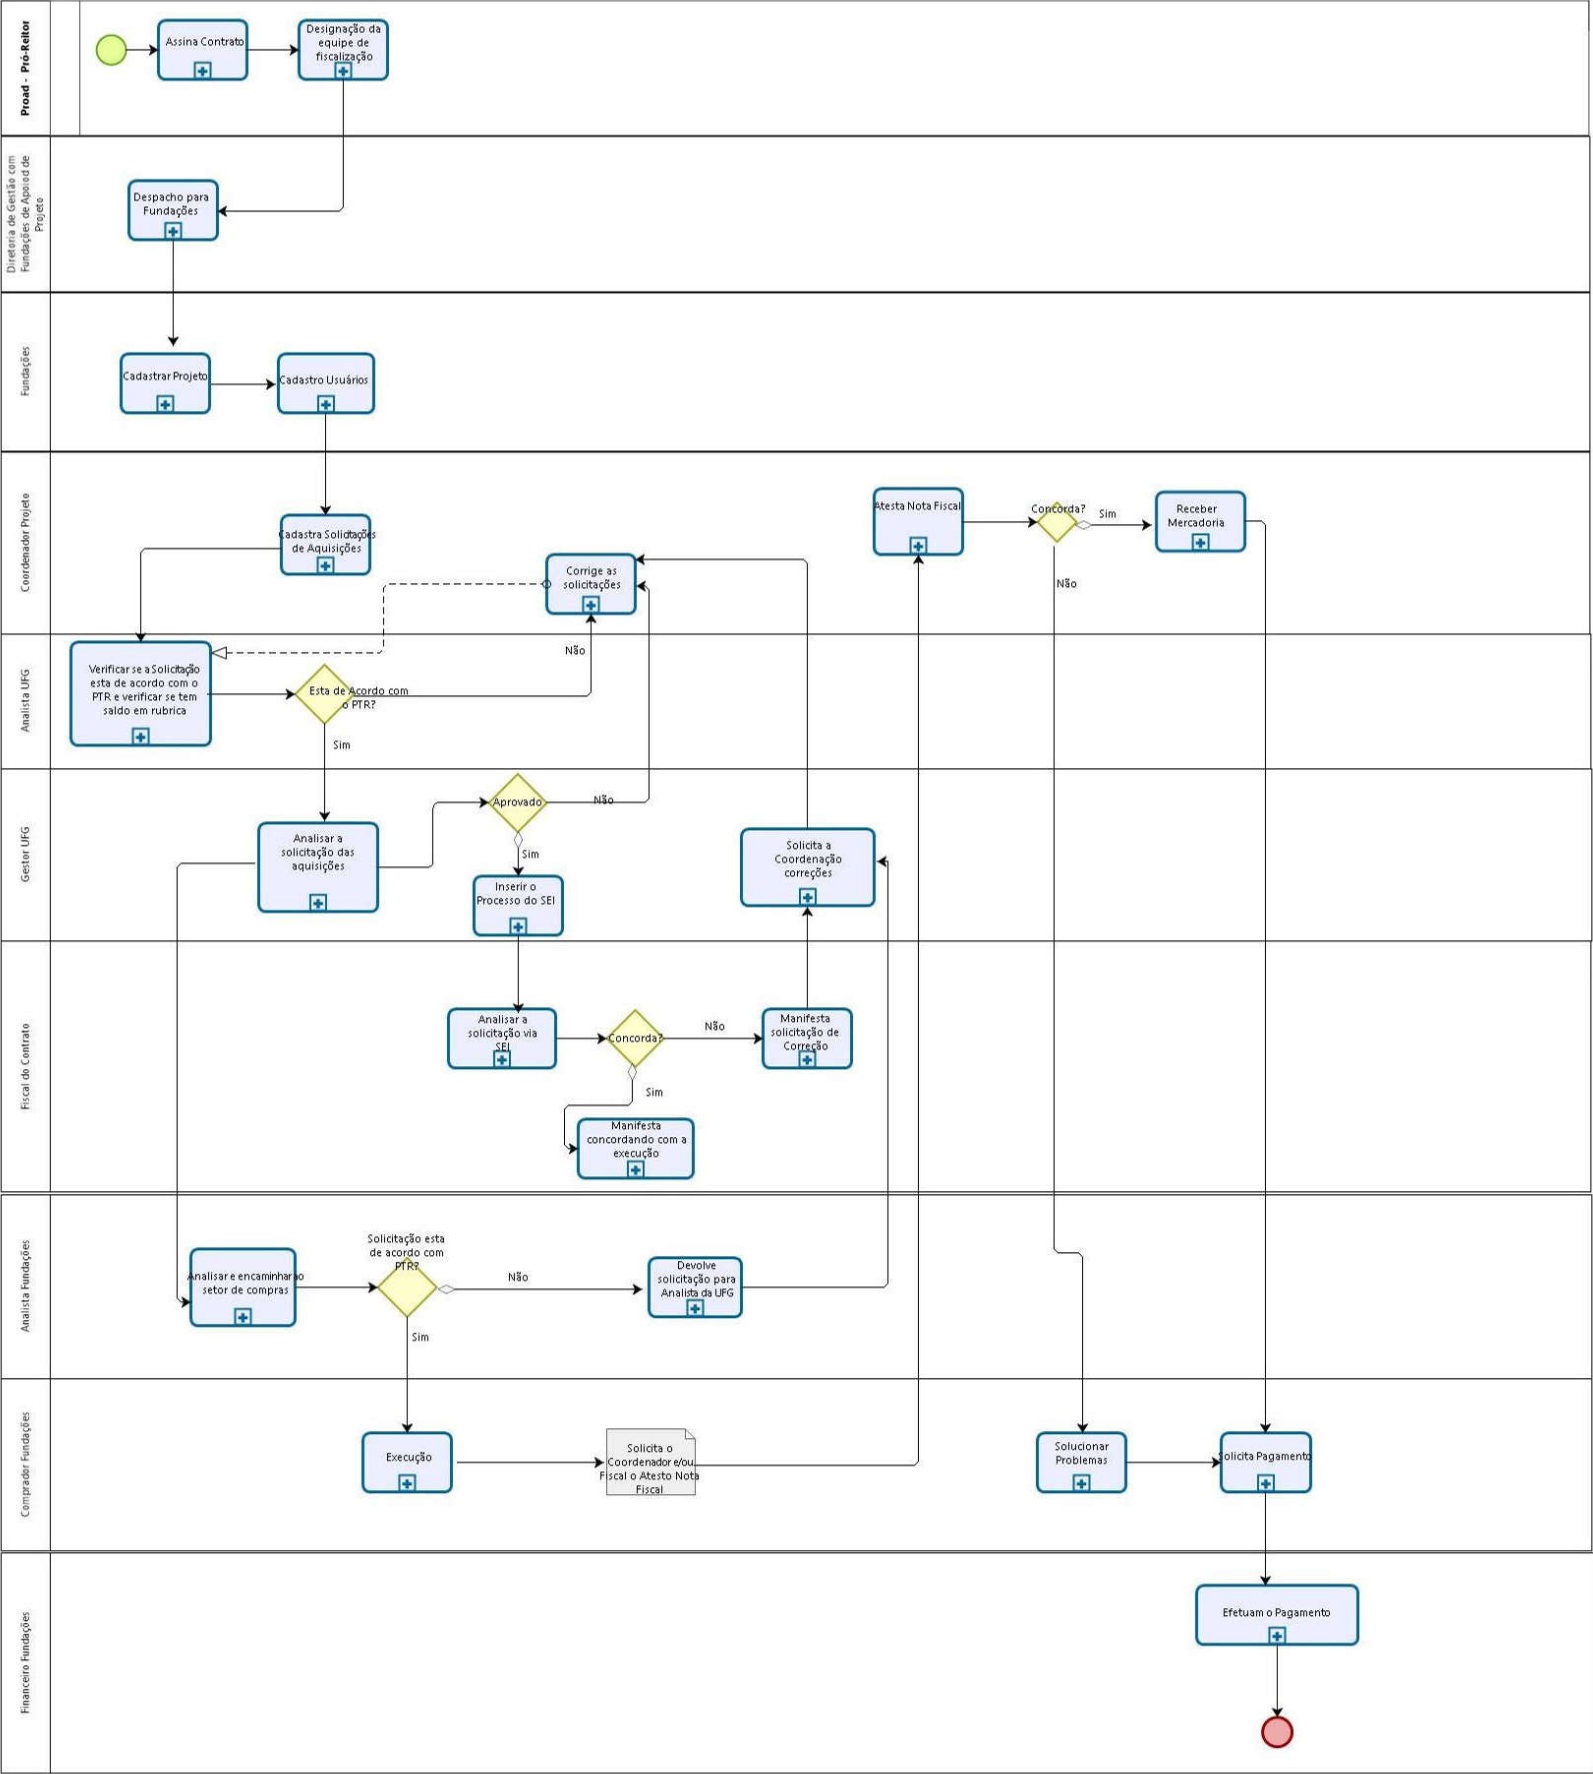 Proad - Pró-Reitor
Assina Contrato
Designação da
equipe de
fiscalização
Diretoria de Gestão com
Fundações de Apoiod de
Projeto
Despacho para
Fundações
Fundações
Cadastrar Projeto
Cadastro Usuários
Coordenador Projeto
Cadastra Solicitações
de Aquisições
Corrige as
solicitações
Atesta Nota Fiscal
Concorda?
Sim
Receber
Mercadoria
Não
Analista UFG
Verificar se a Solicitação
esta de acordo com o
PTR e verificar se tem
saldo em rubrica
Esta de Acordo com
o PTR?
Não
Sim
Gestor UFG
Analisar a
solicitação das
aquisições
Aprovado
Não
Sim
Inserir o
Processo do SEI
Solicita a
Coordenação
correções
Fiscal do Contrato
Analisar a
solicitação via
SEI
Concorda?
Não
Manifesta
solicitação de
Correção
Sim
Manifesta
concordando com a
execução
Analista Fundações
Analisar e encaminhar ao
setor de compras
Solicitação esta
de acordo com
PTR?
Não
Devolve
solicitação para
Analista da UFG
Sim
Comprador Fundações
Execução
Solicita o
Coordenador e/ou
Fiscal o Atesto Nota
Fiscal
Solucionar
Problemas
Solicita Pagamento
Financeiro Fundações
Efetuam o Pagamento